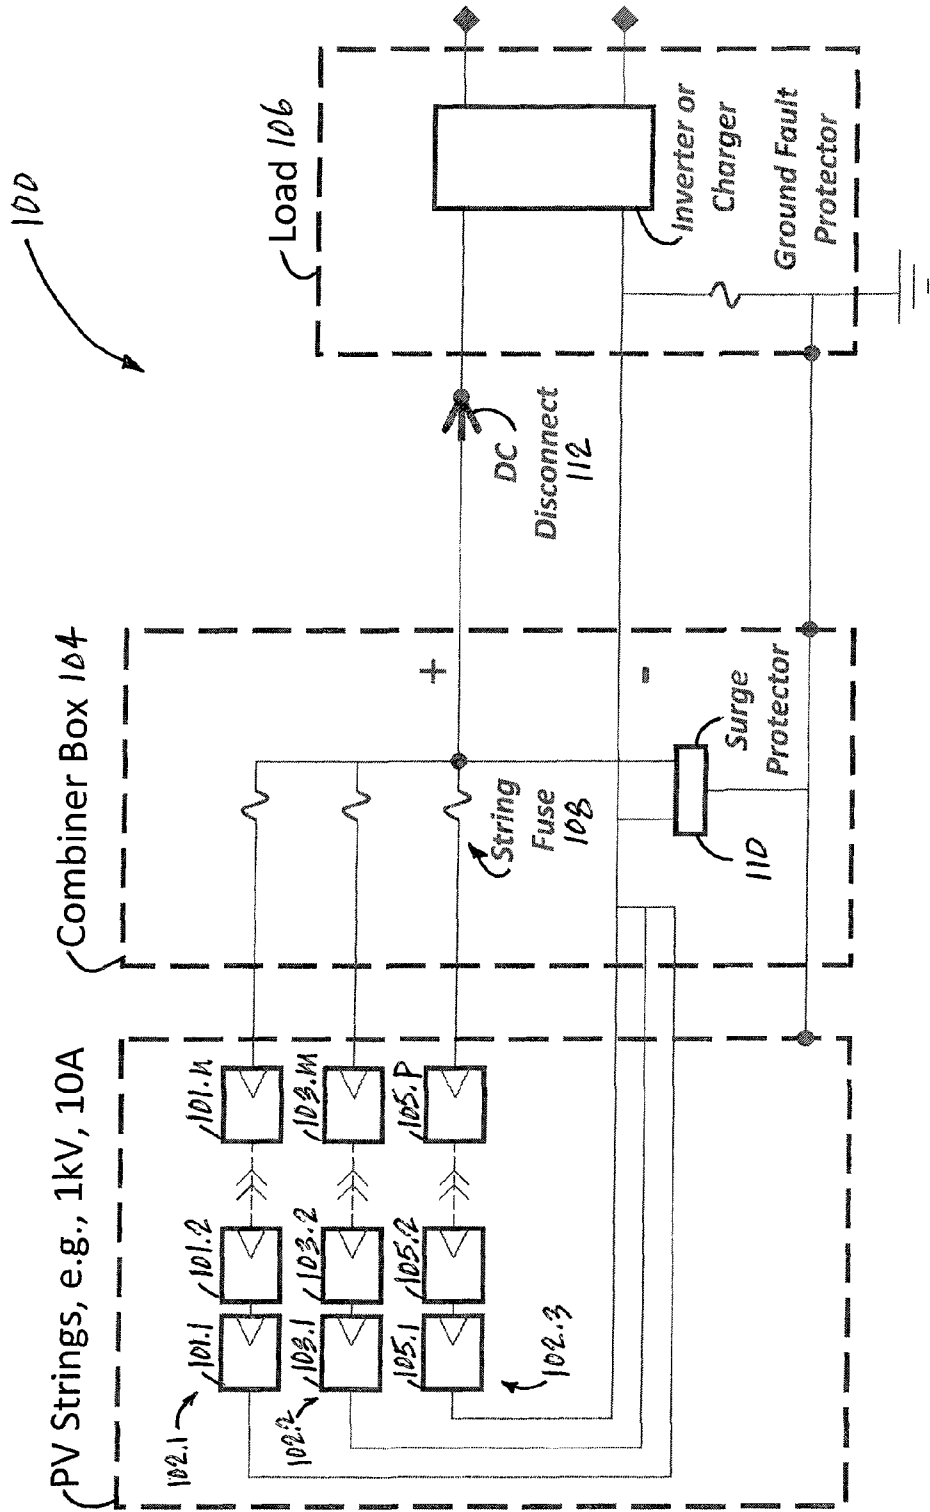 100
PV Strings, e.g., 1kV, 10A
Combiner Box 104
Load 106
102.1
101.1
101.2
101.n
102.2
103.1
103.2
103.m
105.1
105.2
105.p
102.3
String
Fuse
108
+
-
110
Surge
Protector
DC
Disconnect
112
Inverter or
Charger
Ground Fault
Protector